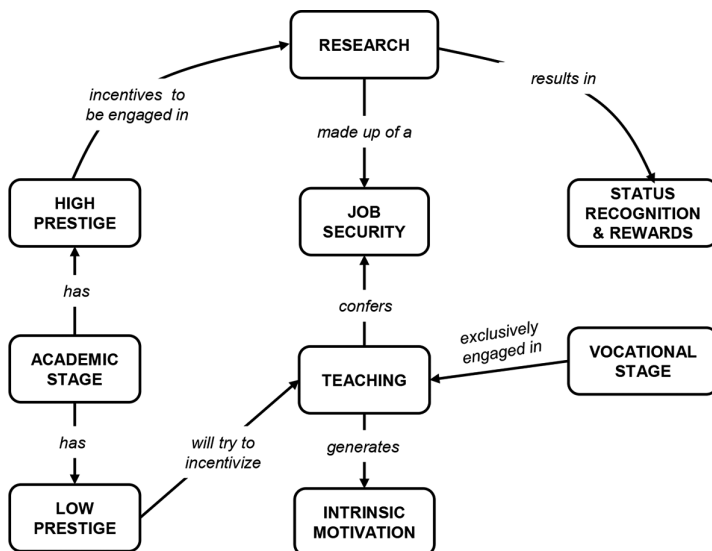 RESEARCH
incentives to
be engaged in
results in
made up of a
HIGH
PRESTIGE
JOB
SECURITY
STATUS
RECOGNITION
& REWARDS
has
confers
exclusively
engaged in
ACADEMIC
STAGE
TEACHING
VOCATIONAL
STAGE
has
will try to
incentivize
generates
LOW
PRESTIGE
INTRINSIC
MOTIVATION